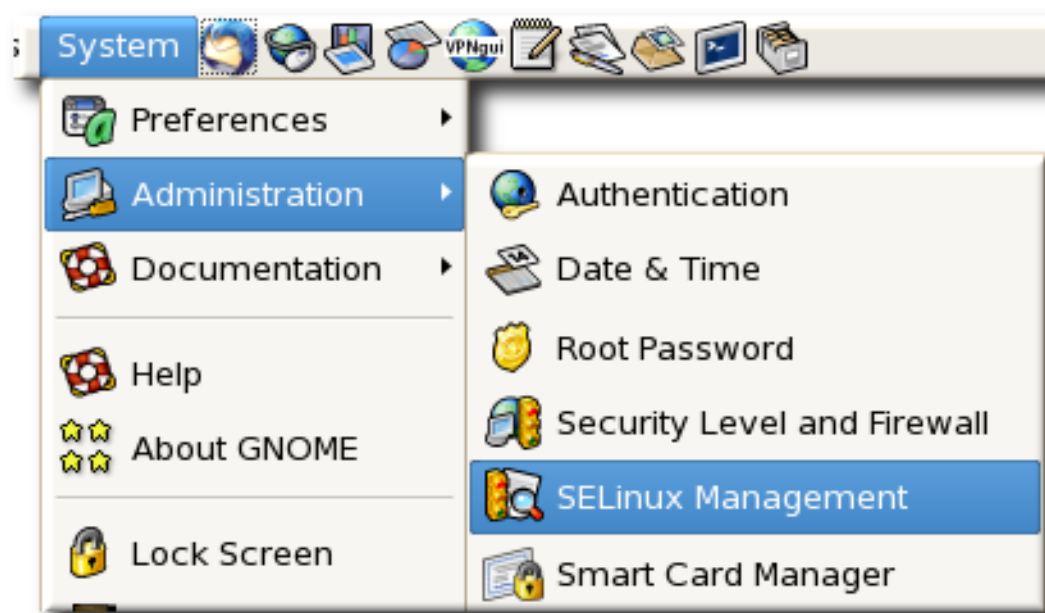 System
VPNgui
Preferences
Administration
Documentation
Help
About GNOME
Lock Screen
Authentication
Date & Time
Root Password
Security Level and Firewall
SELinux Management
Smart Card Manager